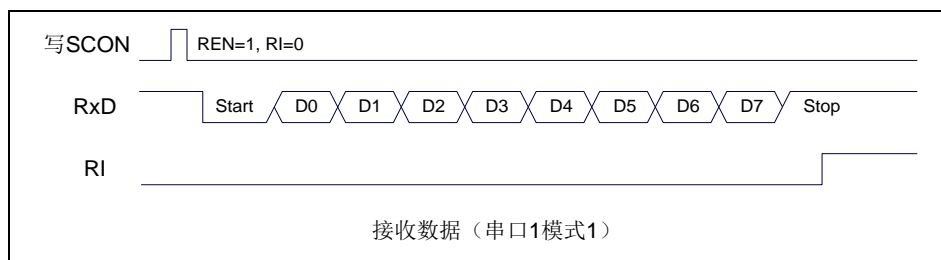 写SCON REN=1, RI=0
RxD Start D0 D1 D2 D3 D4 D5 D6 D7 Stop
RI
接收数据（串口1模式1）